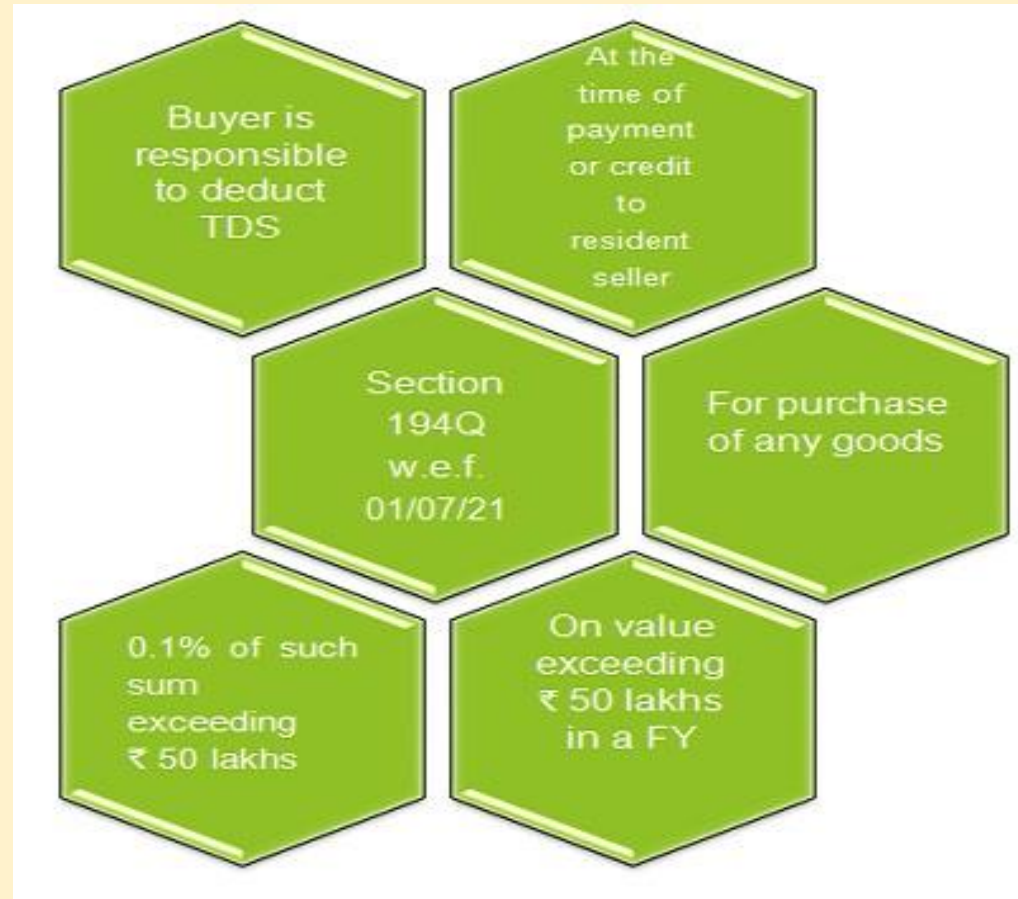 Buyer is
responsible
to deduct
TDS
At the
time of
payment
or credit
to
resident
seller
Section
194Q
w.e.f.
01/07/21
For purchase
of any goods
0.1% of such
sum
exceeding
₹ 50 lakhs
On value
exceeding
₹ 50 lakhs
in a FY